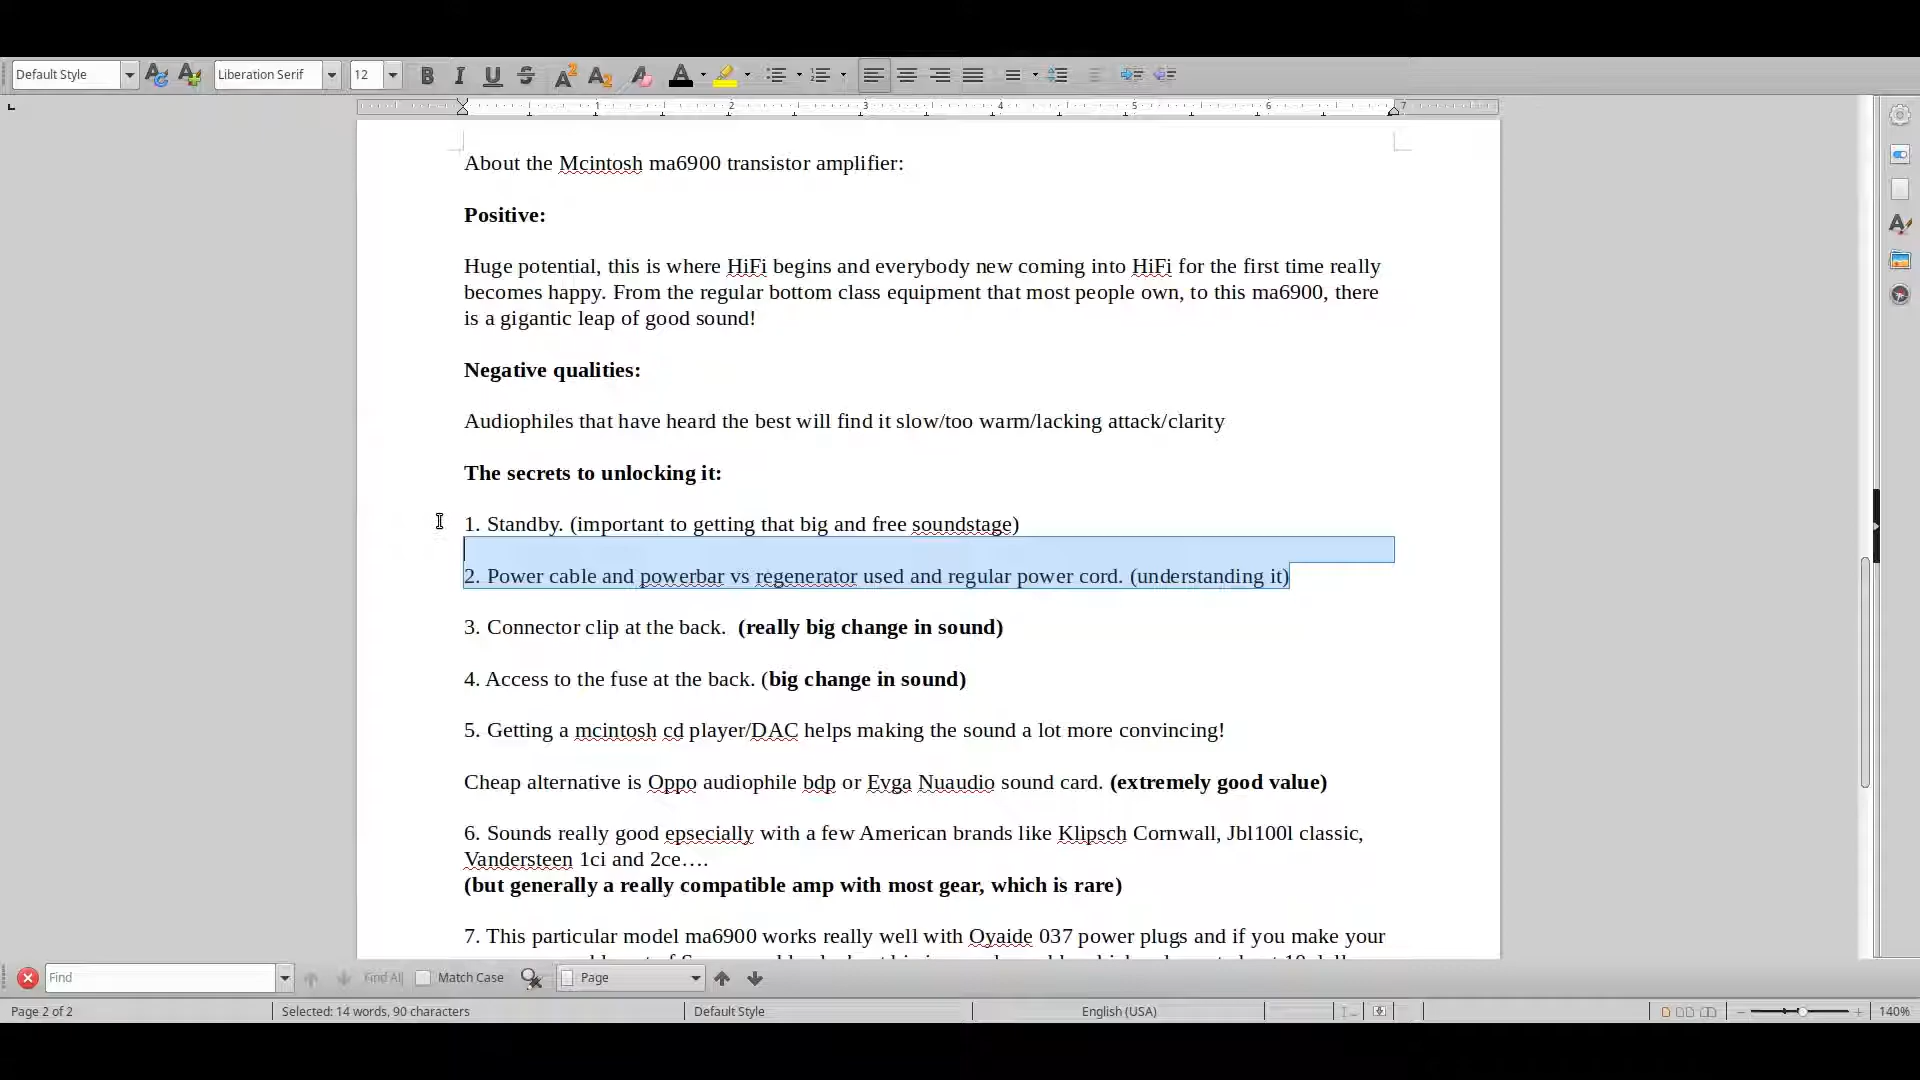 Default Style
Liberation Serif
12
1 2 3 4 5 6 7
About the Mcintosh ma6900 transistor amplifier:
Positive:
Huge potential, this is where HiFi begins and everybody new coming into HiFi for the first time really
becomes happy. From the regular bottom class equipment that most people own, to this ma6900, there
is a gigantic leap of good sound!
Negative qualities:
Audiophiles that have heard the best will find it slow/too warm/lacking attack/clarity
The secrets to unlocking it:
1. Standby. (important to getting that big and free soundstage)
2. Power cable and powerbar vs regenerator used and regular power cord. (understanding it)
3. Connector clip at the back.  (really big change in sound)
4. Access to the fuse at the back. (big change in sound)
5. Getting a mcintosh cd player/DAC helps making the sound a lot more convincing!
Cheap alternative is Oppo audiophile bdp or Evga Nuaudio sound card. (extremely good value)
6. Sounds really good epsecially with a few American brands like Klipsch Cornwall, Jbl100l classic,
Vandersteen 1ci and 2ce….
(but generally a really compatible amp with most gear, which is rare)
7. This particular model ma6900 works really well with Oyaide 037 power plugs and if you make your
Find
Find All
Match Case
Page
Page 2 of 2
Selected: 14 words, 90 characters
Default Style
English (USA)
140%